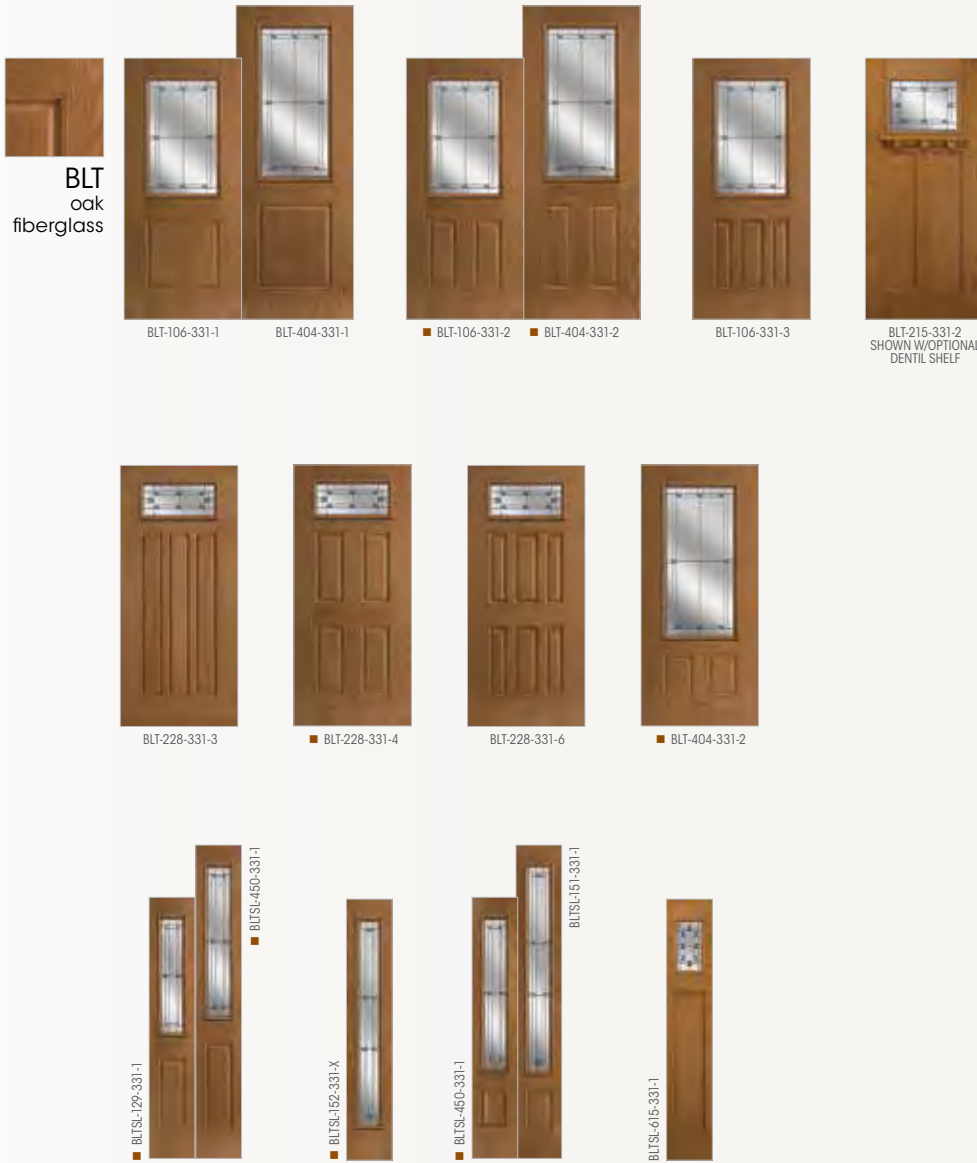 BLT
oak
fiberglass
BLT-106-331-1
BLT-404-331-1
■ BLT-106-331-2
■ BLT-404-331-2
BLT-106-331-3
BLT-215-331-2
SHOWN W/OPTIONAL
DENTIL SHELF
BLT-228-331-3
■ BLT-228-331-4
BLT-228-331-6
■ BLT-404-331-2
■ BLTSL-129-331-1
■ BLTSL-450-331-1
■ BLTSL-152-331-X
■ BLTSL-450-331-1
BLTSL-151-331-1
BLTSL-615-331-1